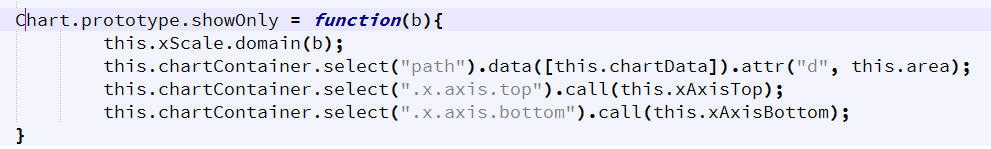 Chart.prototype.showOnly = function(b){
        this.xScale.domain(b);
        this.chartContainer.select("path").data([this.chartData]).attr("d", this.area);
        this.chartContainer.select(".x.axis.top").call(this.xAxisTop);
        this.chartContainer.select(".x.axis.bottom").call(this.xAxisBottom);
}